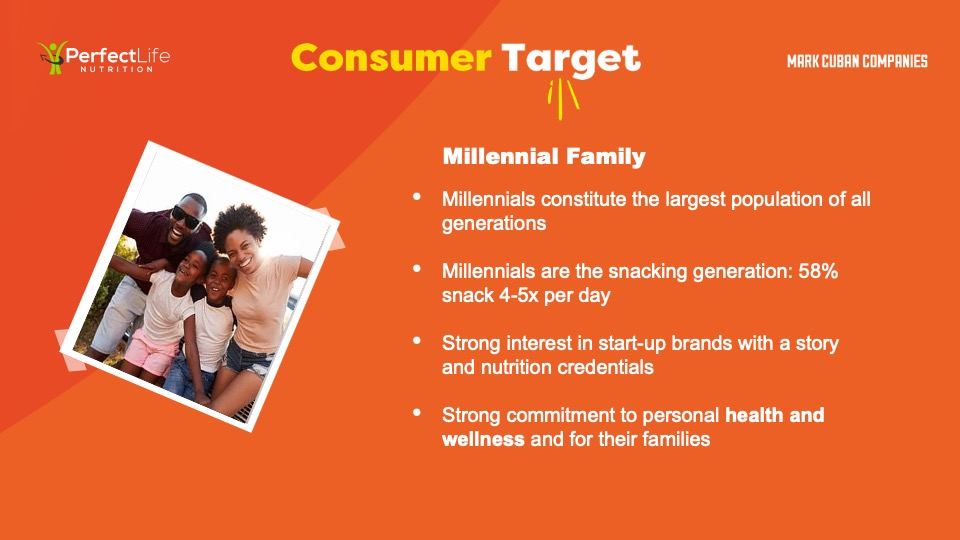 PerfectLife
NUTRITION
Consumer Target
MARK CUBAN COMPANIES
Millennial Family
• Millennials constitute the largest population of all
generations
• Millennials are the snacking generation: 58%
snack 4-5x per day
• Strong interest in start-up brands with a story
and nutrition credentials
• Strong commitment to personal health and
wellness and for their families